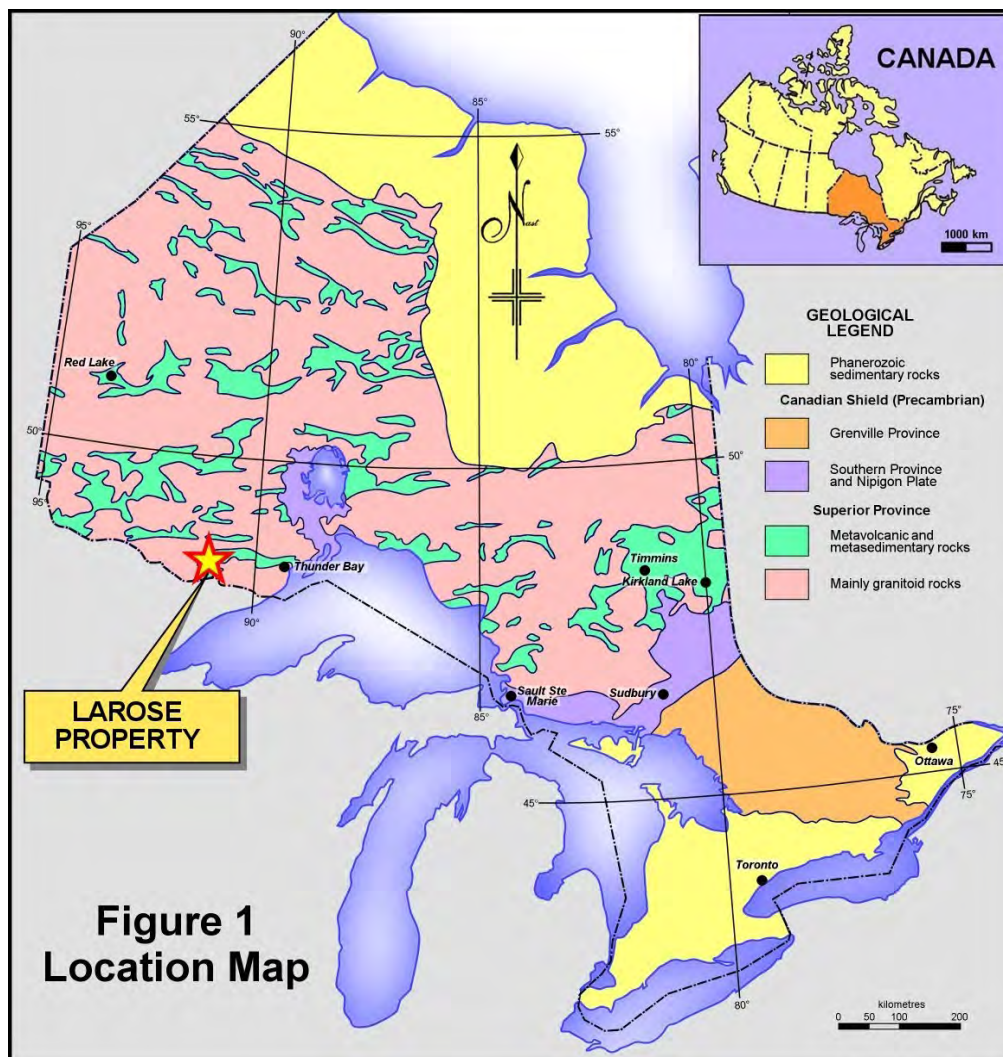 90°
CANADA
85°
55°
55°
1000 km
95°
GEOLOGICAL
LEGEND
Phanerozoic
sedimentary rocks
Canadian Shield (Precambrian)
Grenville Province
Southern Province
and Nipigon Plate
Superior Province
Metavolcanic and
metasedimentary rocks
Mainly granitoid rocks
80°
Red Lake
50°
50°
95°
Timmins
Kirkland Lake
Thunder Bay
90°
LAROSE
PROPERTY
Sault Ste
Marie
Sudbury
85°
75°
Ottawa
45°
75°
45°
Toronto
Figure 1
Location Map
80°
kilometres
0 50 100 200